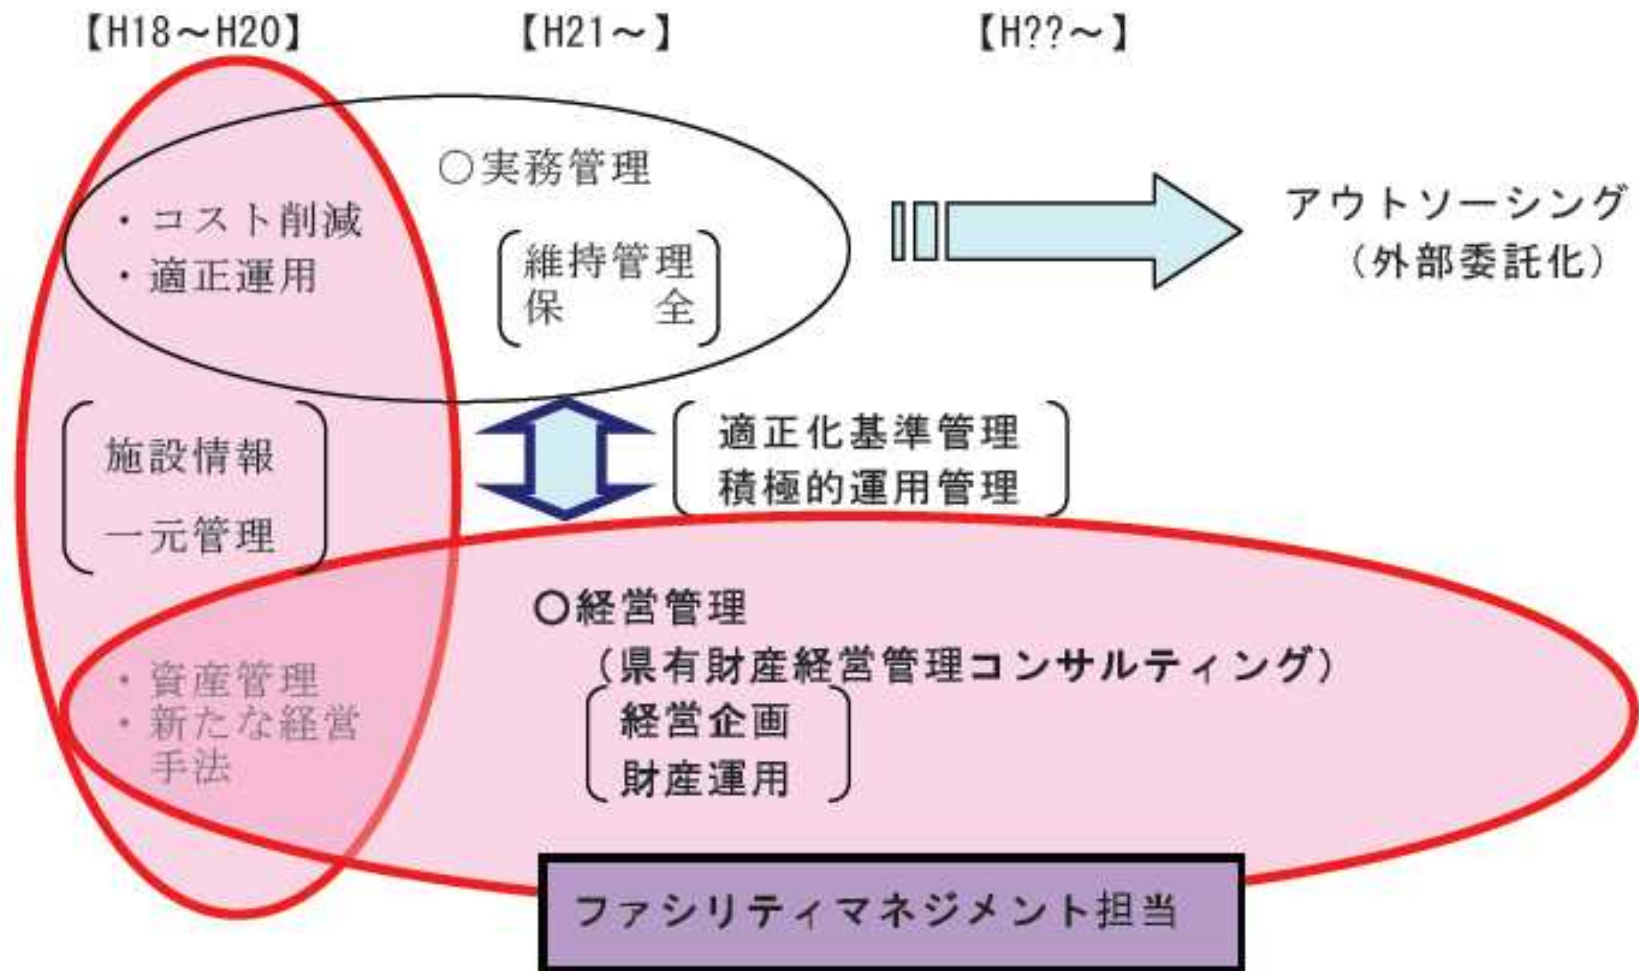 【H18～H20】
【H21～】
【H??～】
○実務管理
・コスト削減
・適正運用
維持管理
保　　全
アウトソーシング
（外部委託化）
施設情報
一元管理
適正化基準管理
積極的運用管理
○経営管理
（県有財産経営管理コンサルティング）
経営企画
財産運用
・資産管理
・新たな経営
手法
ファシリティマネジメント担当